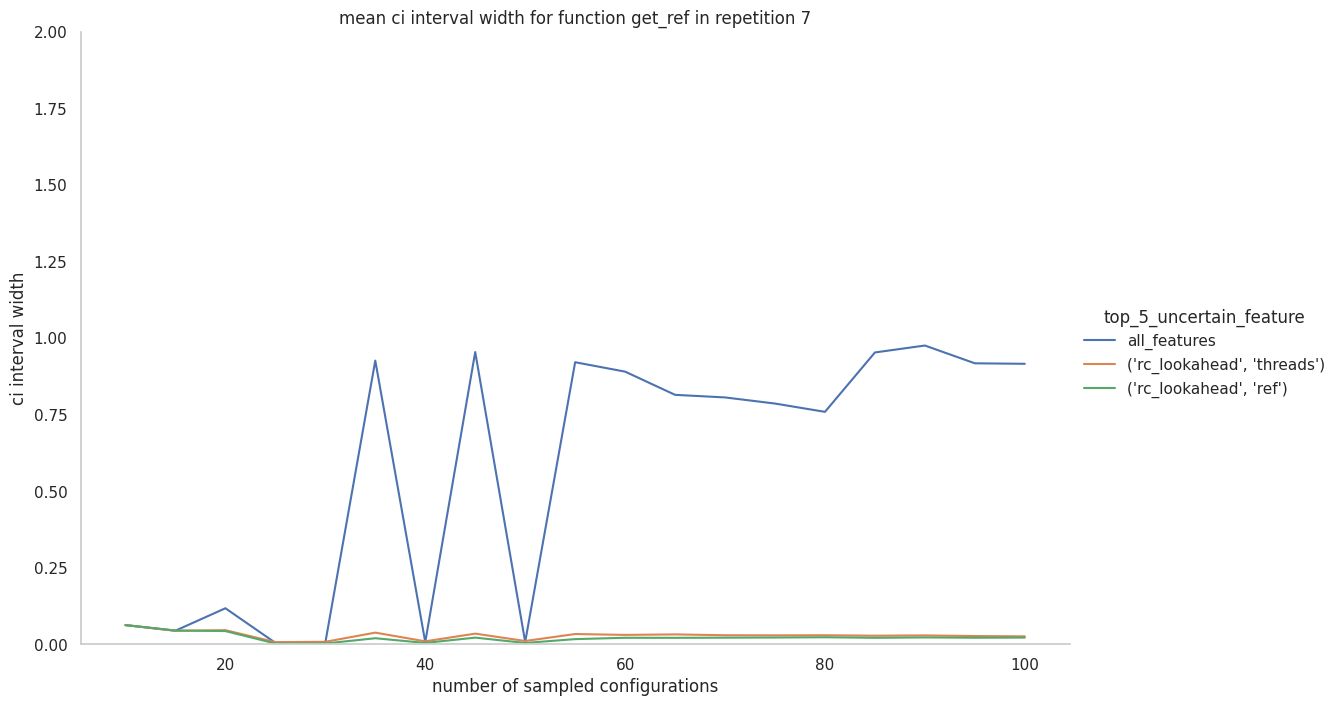 mean ci interval width for function get_ref in repetition 7
2.00
1.75
1.50
1.25
1.00
0.75
0.50
0.25
0.00
ci interval width
20
40
60
80
100
number of sampled configurations
top_5_uncertain_feature
all_features
('rc_lookahead', 'threads')
('rc_lookahead', 'ref')